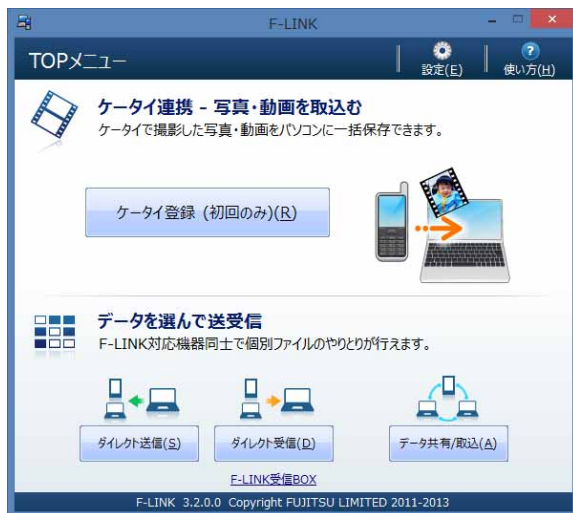 F-LINK
TOPメニュー
設定(E)
使い方(H)
ケータイ連携 - 写真・動画を取込む
ケータイで撮影した写真・動画をパソコンに一括保存できます。
ケータイ登録 (初回のみ)(R)
データを選んで送受信
F-LINK対応機器同士で個別ファイルのやりとりが行えます。
ダイレクト送信(S)
ダイレクト受信(D)
データ共有/取込(A)
F-LINK受信BOX
F-LINK 3.2.0.0 Copyright FUJITSU LIMITED 2011-2013